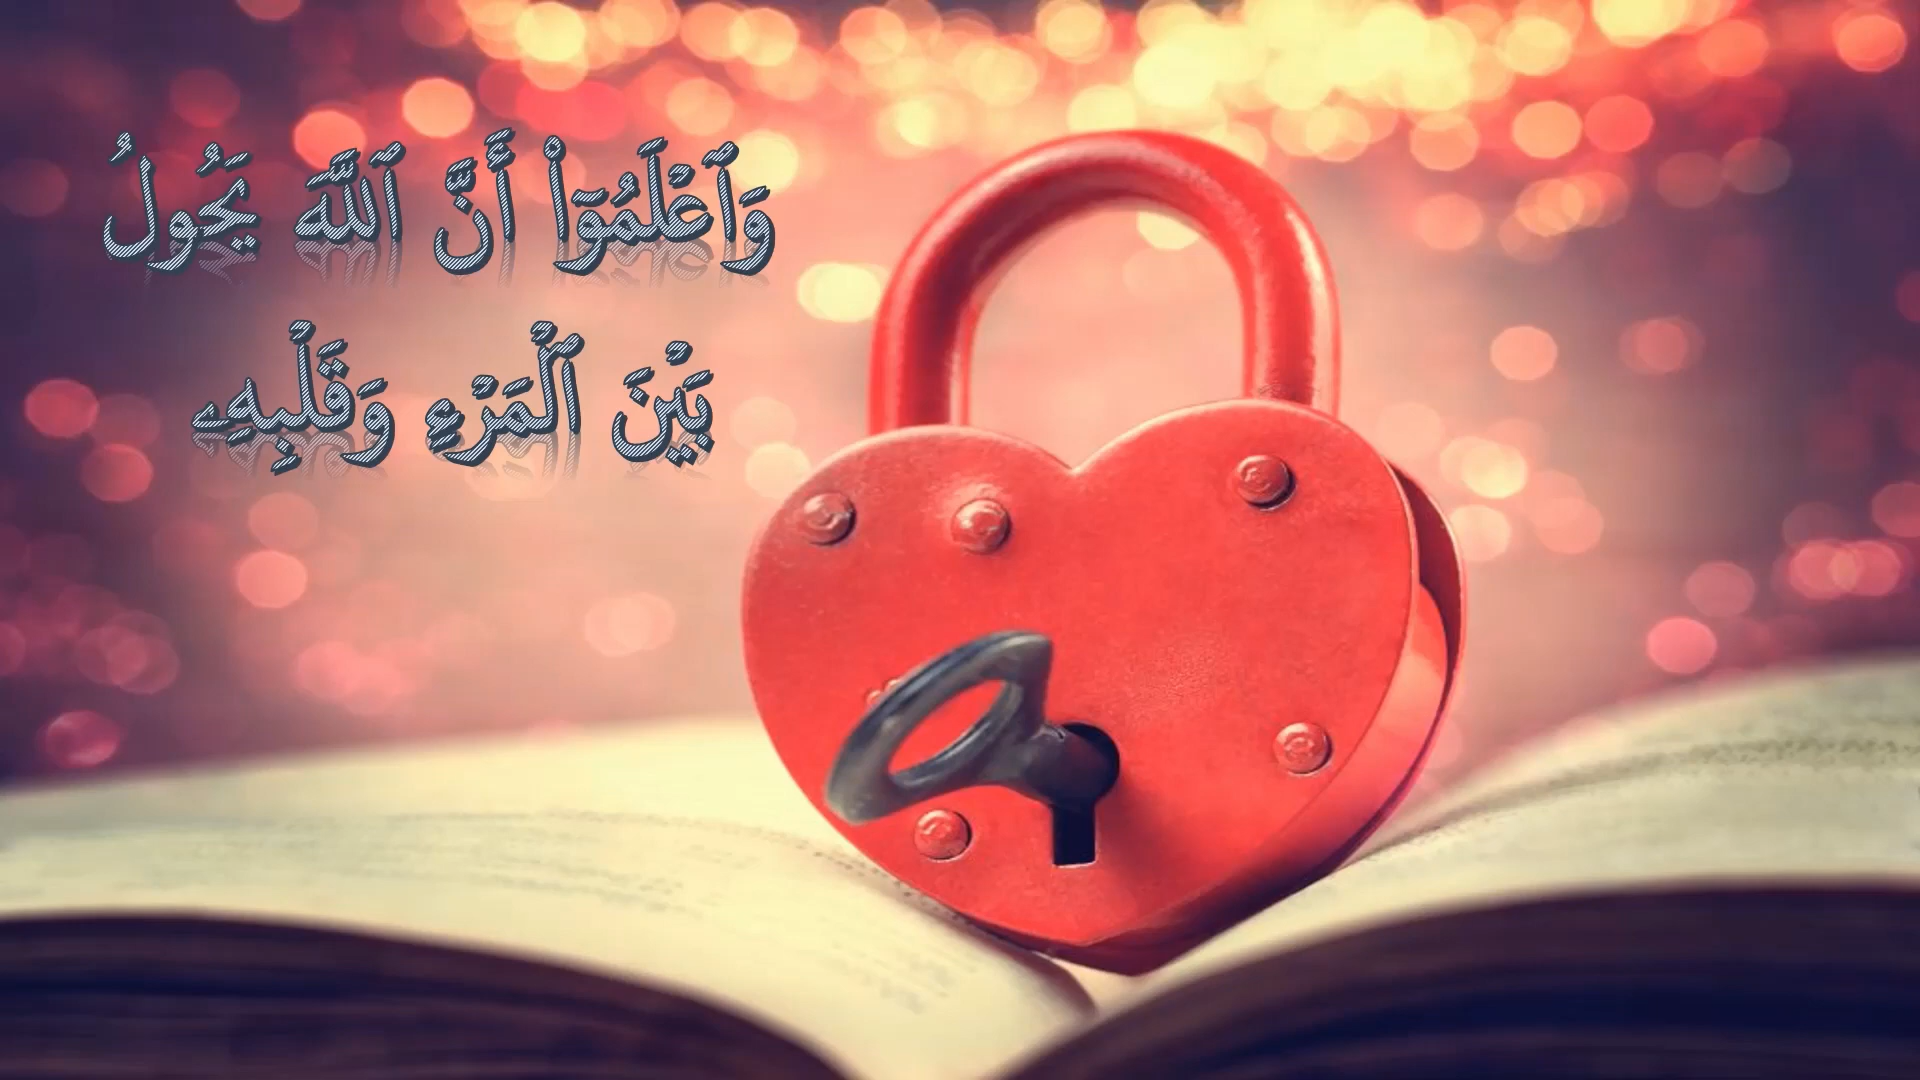 وَٱعْلَمُوٓا۟ أَنَّ ٱللَّهَ يَحُولُ
بَيْنَ ٱلْمَرْءِ وَقَلْبِهِۦ